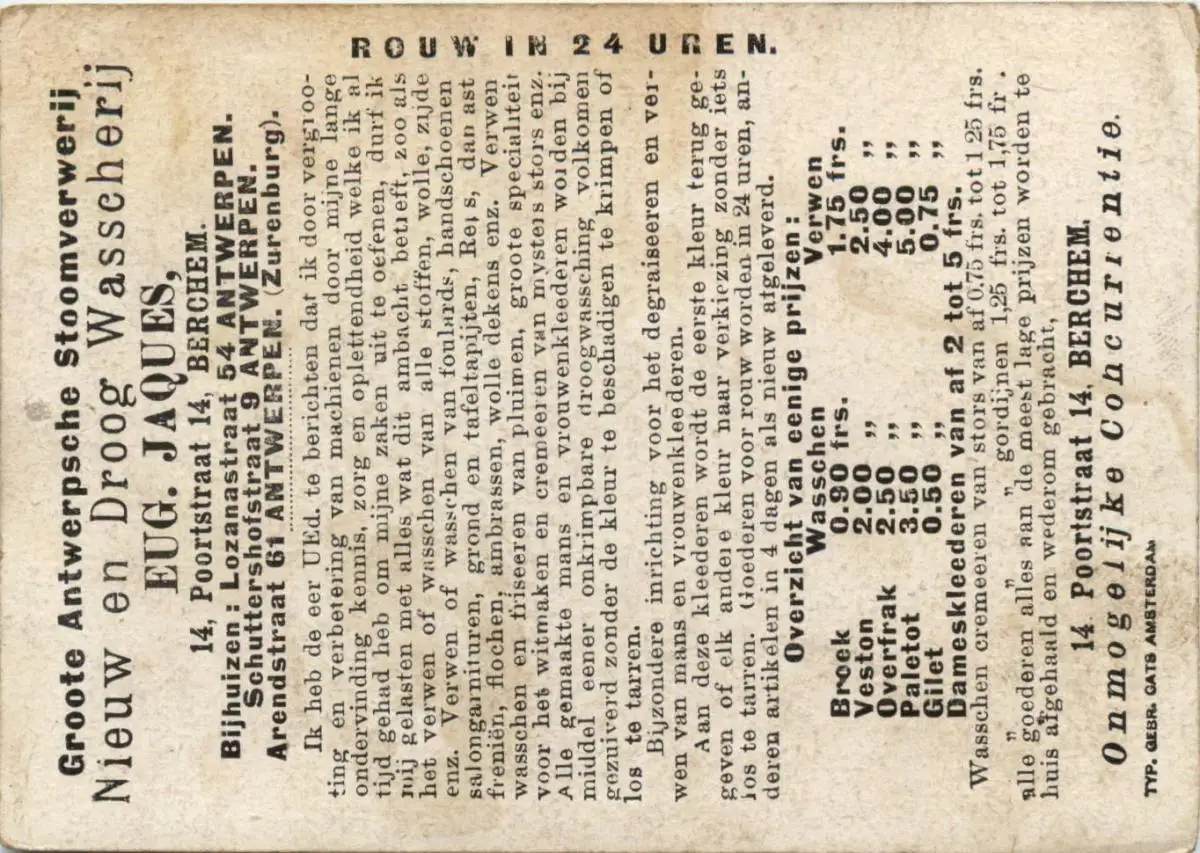 ROUW IN 24 UREN.
Groote Antwerpsche Stoomverwerij
Nieuw en Droog Wasscherij
EUG. JAQUES,
14, Poortstraat 14, BERCHEM.
Bijhuizen: Lozanastraat 54 ANTWERPEN.
Schuttershofstraat 9 ANTWERPEN.
Arendstraat 61 ANTWERPEN. (Zurenburg).
Ik heb de eer UEd. te berichten dat ik door vergroo-
ting en verbetering van machienen door mijne lange
ondervinding kennis, zorg en oplettendheid welke ik al
tijd gehad heb om mijne zaken uit te oefenen, durf ik
mij gelasten met alles wat dit ambacht betreft, zoo als
het verwen of wasschen van alle stoffen, wolle, zijde
enz. Verwen of wasschen van foulards, handschoenen
salongarnituren, grond en tafeltapijten, Reps, damast
freniën, flochen, ambrassen, wolle dekens enz. Verwen
wasschen en friseeren van pluimen, groote specialiteit
voor het witmaken en cremeeren van mysteis stors enz.
Alle gemaakte mans en vrouwenkleederen worden bij
middel eener onkrimpbare droogwassching volkomen
gezuiverd zonder de kleur te beschadigen te krimpen of
los te tarren.
Bijzondere inrichting voor het degraiseeren en ver-
wen van mans en vrouwenkleederen.
Aan deze kleederen wordt de eerste kleur terug ge-
geven of elk andere kleur naar verkiezing zonder iets
los te tarren. Goederen voor rouw worden in 24 uren, an-
deren artikelen in 4 dagen als nieuw afgeleverd.
Overzicht van eenige prijzen:
Wasschen Verwen
Broek 0.90 frs. 1.75 frs.
Veston 2.00 ,, 2.50 ,,
Overfrak 2.50 ,, 4.00 ,,
Paletot 3.50 ,, 5.00 ,,
Gilet 0.50 ,, 0.75 ,,
Dameskleederen van af 2 tot 5 frs.
Wasschen cremeeren van stors van af 0,75 frs. tot 1 25 frs.
" " " gordijnen 1,25 frs. tot 1,75 fr.
alle goederen alles aan de meest lage prijzen worden te
huis afgehaald en wederom gebracht,
14 Poortstraat 14, BERCHEM.
Onmogelijke Cohcurrentie.
TYP. GEBR. GATS AMSTERDAM